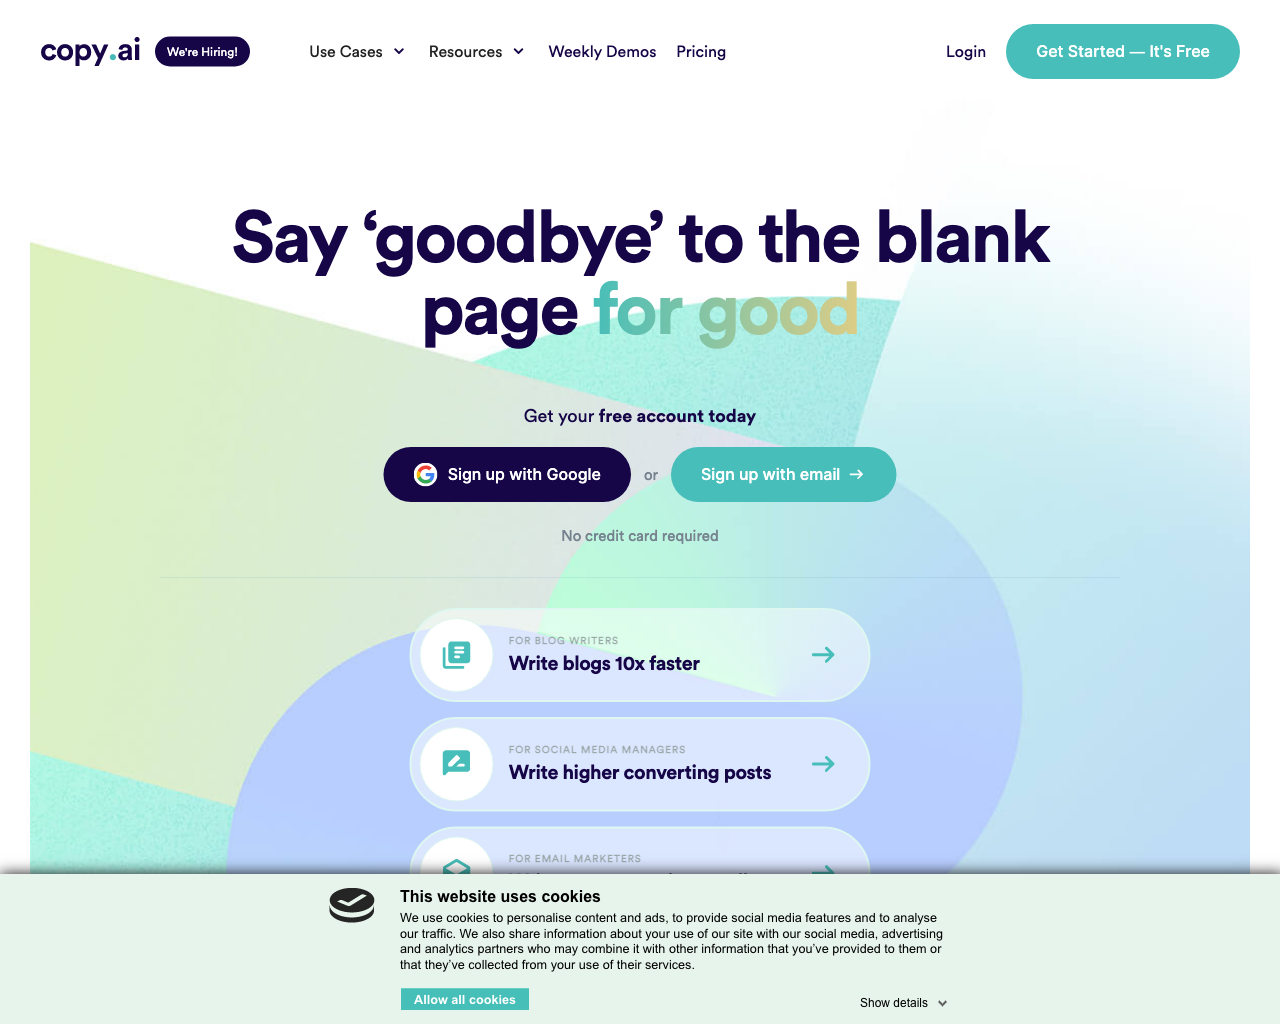 copy.ai
We're Hiring!
Use Cases
Resources
Weekly Demos
Pricing
Login
Get Started — It's Free
Say ‘goodbye’ to the blank
page for good
Get your free account today
Sign up with Google
or
Sign up with email
No credit card required
FOR BLOG WRITERS
Write blogs 10x faster
FOR SOCIAL MEDIA MANAGERS
Write higher converting posts
FOR EMAIL MARKETERS
This website uses cookies
We use cookies to personalise content and ads, to provide social media features and to analyse
our traffic. We also share information about your use of our site with our social media, advertising
and analytics partners who may combine it with other information that you’ve provided to them or
that they’ve collected from your use of their services.
Allow all cookies
Show details